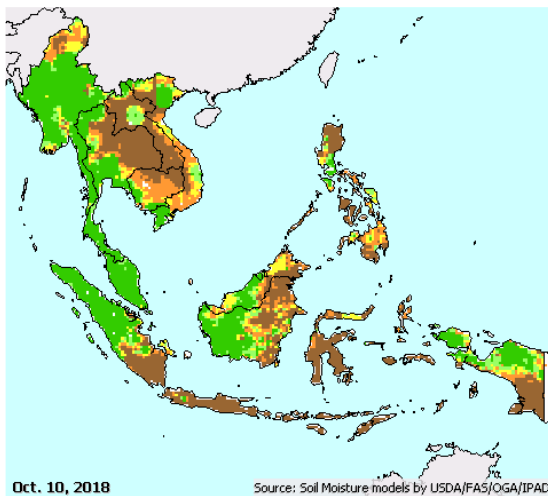 Oct. 10, 2018
Source: Soil Moisture models by USDA/FAS/OGA/IPAD